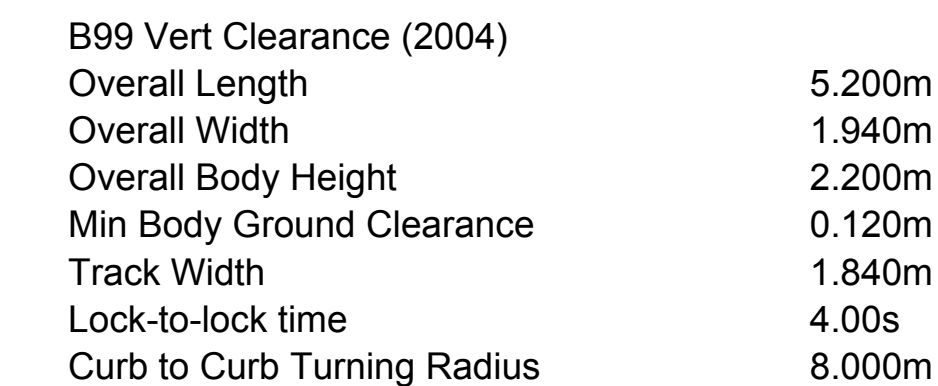 B99 Vert Clearance (2004)
Overall Length 5.200m
Overall Width 1.940m
Overall Body Height 2.200m
Min Body Ground Clearance 0.120m
Track Width 1.840m
Lock-to-lock time 4.00s
Curb to Curb Turning Radius 8.000m